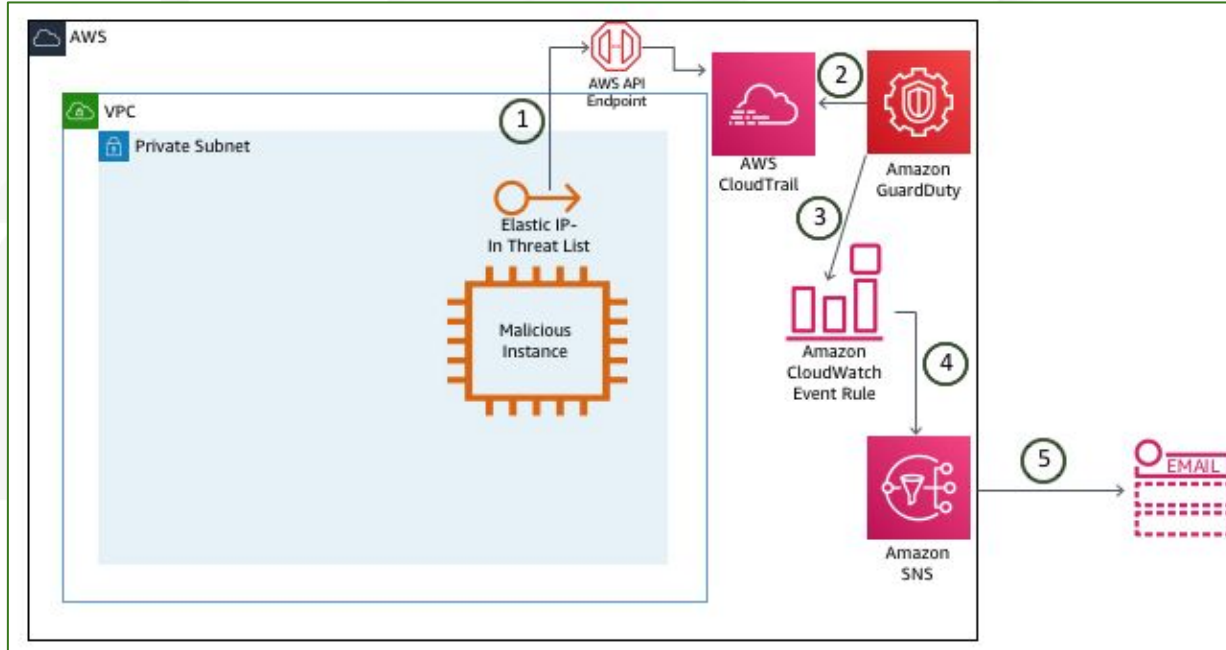 AWS
AWS API
Endpoint
2
VPC
1
Private Subnet
AWS
CloudTrail
Amazon
GuardDuty
3
Elastic IP-
In Threat List
Malicious
Instance
Amazon
CloudWatch
Event Rule
4
5
EMAIL
Amazon
SNS